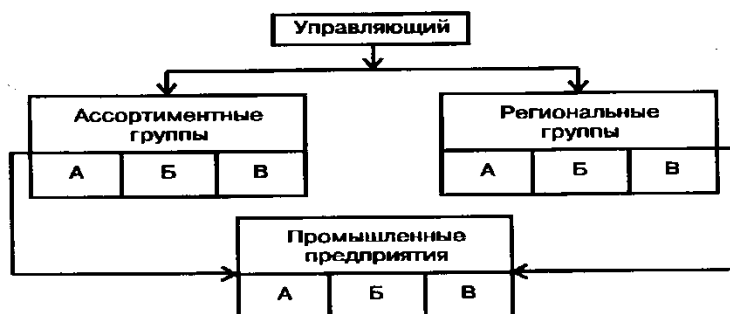 Управляющий
Ассортиментные
группы
А Б В
Региональные
группы
А Б В
Промышленные
предприятия
А Б В